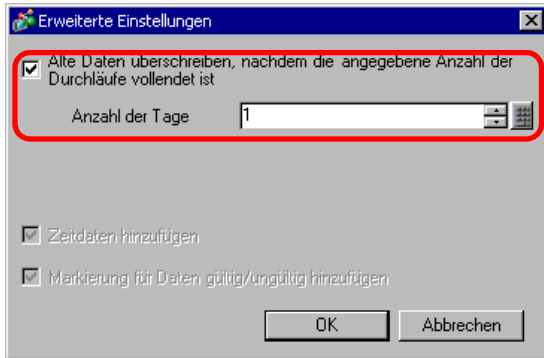 Erweiterte Einstellungen
Alte Daten überschreiben, nachdem die angegebene Anzahl der
Durchläufe vollendet ist
Anzahl der Tage 1
Zeitdaten hinzufügen
Markierung für Daten gültig/ungültig hinzufügen
OK Abbrechen